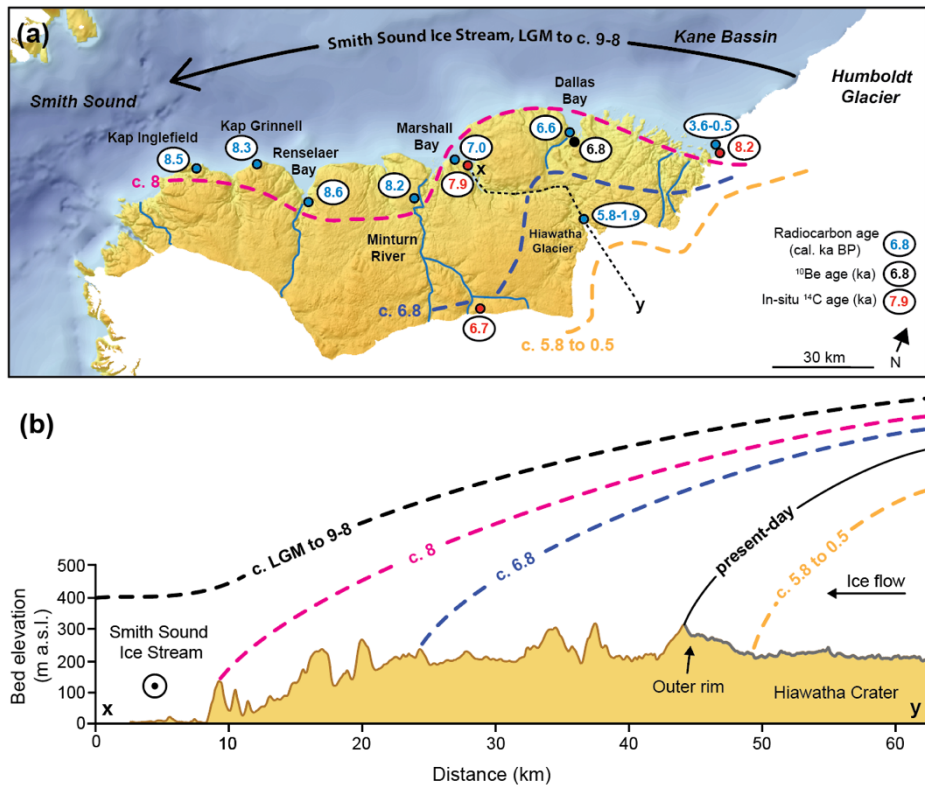 (a)
Smith Sound Ice Stream, LGM to c. 9-8
Kane Bassin
Humboldt
Glacier
Smith Sound
Dallas
Bay
Kap Inglefield
Kap Grinnell
Marshall
Bay
Renselaer
Bay
8.5
8.3
7.0
6.6
6.8
3.6-0.5
8.2
c. 8
8.6
8.2
7.9
x
5.8-1.9
Minturn
River
Hiawatha
Glacier
y
c. 6.8
6.7
c. 5.8 to 0.5
Radiocarbon age
(cal. ka BP)
6.8
¹⁰Be age (ka)
6.8
In-situ ¹⁴C age (ka)
7.9
30 km
N
(b)
c. LGM to 9-8
c. 8
c. 6.8
present-day
c. 5.8 to 0.5
Ice flow
500
400
300
200
100
0
Bed elevation
(m a.s.l.)
Smith Sound
Ice Stream
Outer rim
Hiawatha Crater
x
y
0
10
20
30
40
50
60
Distance (km)